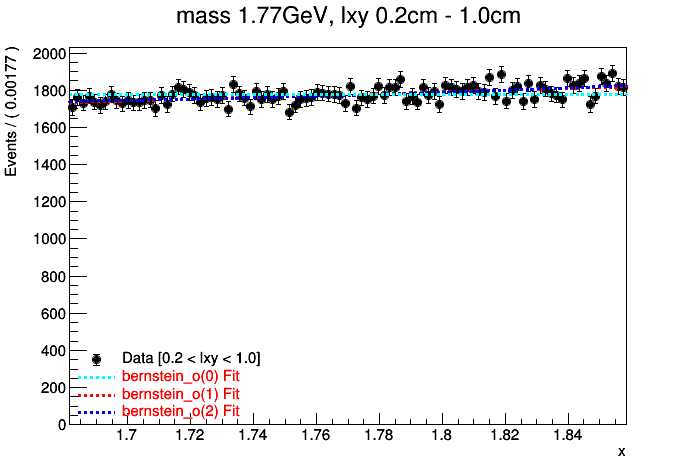 mass 1.77GeV, lxy 0.2cm - 1.0cm
Events / ( 0.00177 )
2000
1800
1600
1400
1200
1000
800
600
400
200
0
Data [0.2 < lxy < 1.0]
bernstein_o(0) Fit
bernstein_o(1) Fit
bernstein_o(2) Fit
1.7 1.72 1.74 1.76 1.78 1.8 1.82 1.84
x